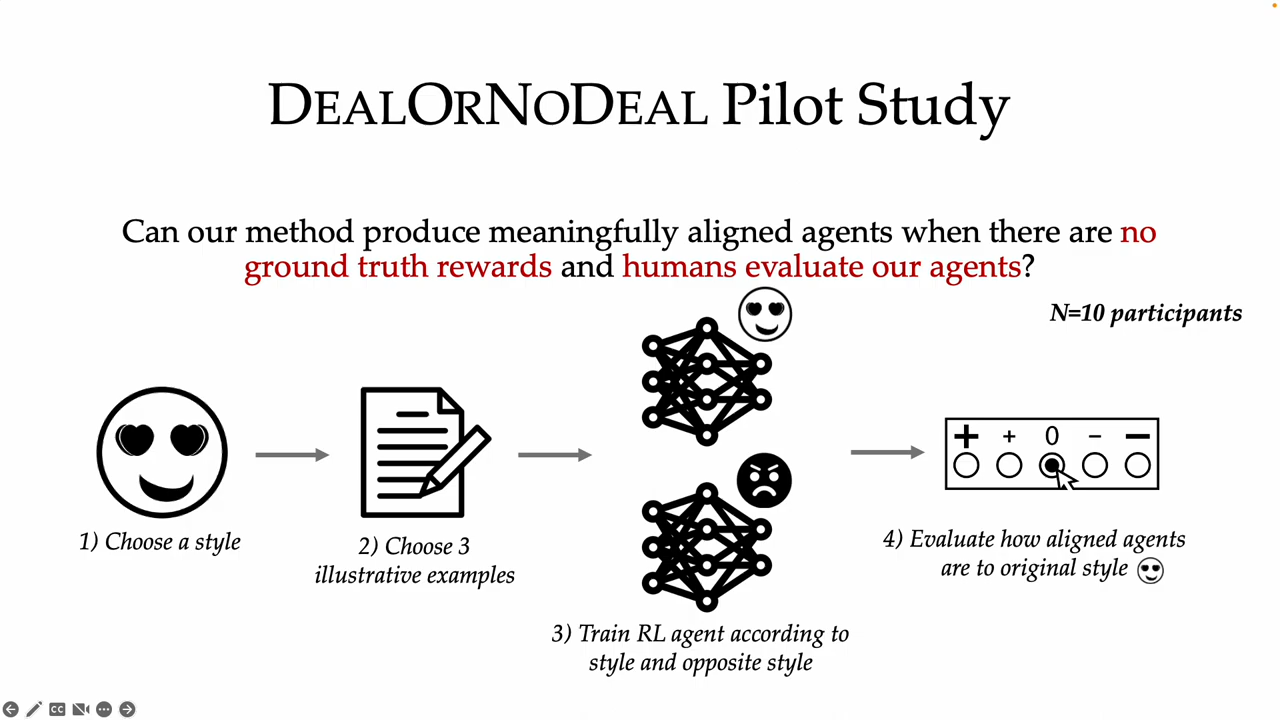 DEALORNODEAL Pilot Study
Can our method produce meaningfully aligned agents when there are no
ground truth rewards and humans evaluate our agents?
N=10 participants
+ + 0 − −
1) Choose a style
2) Choose 3
illustrative examples
3) Train RL agent according to
style and opposite style
4) Evaluate how aligned agents
are to original style
CC